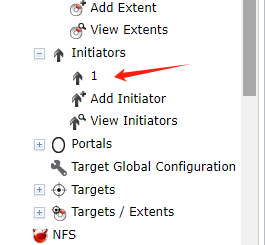 Add Extent
View Extents
Initiators
1
Add Initiator
View Initiators
Portals
Target Global Configuration
Targets
Targets / Extents
NFS